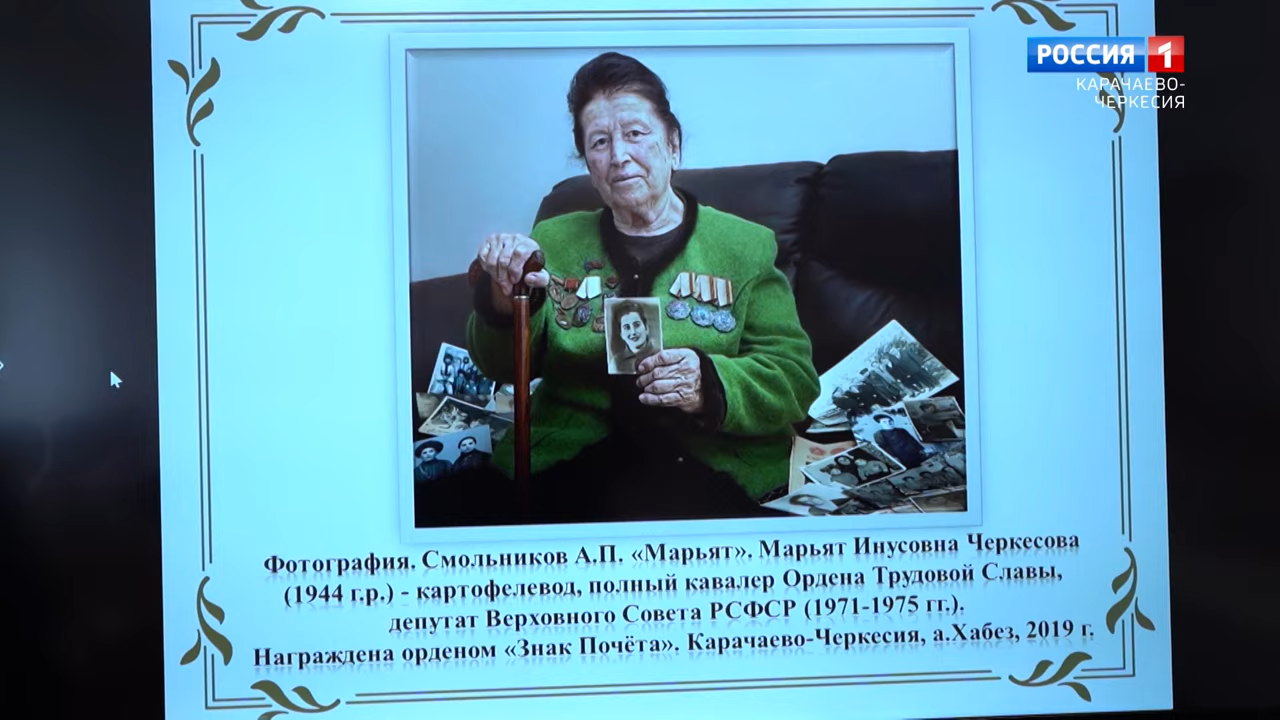 РОССИЯ 1
КАРАЧАЕВО-
ЧЕРКЕСИЯ
Фотография. Смольников А.П. «Марьят». Марьят Инусовна Черкесова
(1944 г.р.) - картофелевод, полный кавалер Ордена Трудовой Славы,
депутат Верховного Совета РСФСР (1971-1975 гг.).
Награждена орденом «Знак Почёта». Карачаево-Черкесия, а.Хабез, 2019 г.